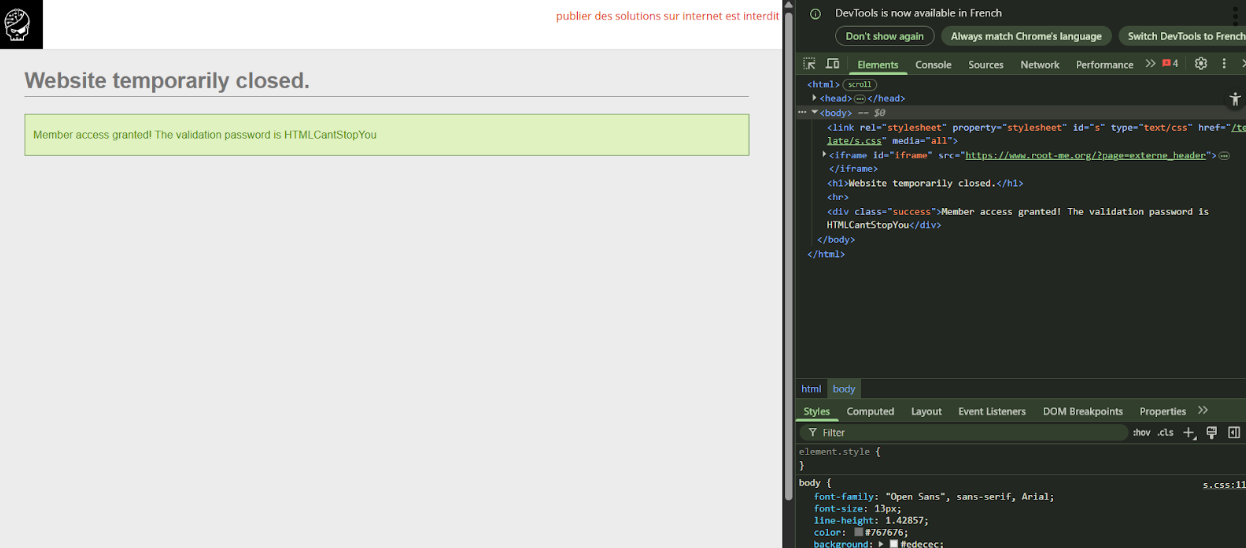 publier des solutions sur internet est interdit
Website temporarily closed.
Member access granted! The validation password is HTMLCantStopYou
DevTools is now available in French
Don't show again
Always match Chrome's language
Switch DevTools to French
Elements
Console
Sources
Network
Performance
4
<html> scroll
<head> </head>
<body> == $0
<link rel="stylesheet" property="stylesheet" id="s" type="text/css" href="/te
late/s.css" media="all">
<iframe id="iframe" src="https://www.root-me.org/?page=externe_header">
</iframe>
<h1>Website temporarily closed.</h1>
<hr>
<div class="success">Member access granted! The validation password is
HTMLCantStopYou</div>
</body>
</html>
html body
Styles
Computed
Layout
Event Listeners
DOM Breakpoints
Properties
Filter
:hov .cls
element.style {
}
body {
s.css:11
font-family: "Open Sans", sans-serif, Arial;
font-size: 13px;
line-height: 1.42857;
color: #767676;
background: #edecec;